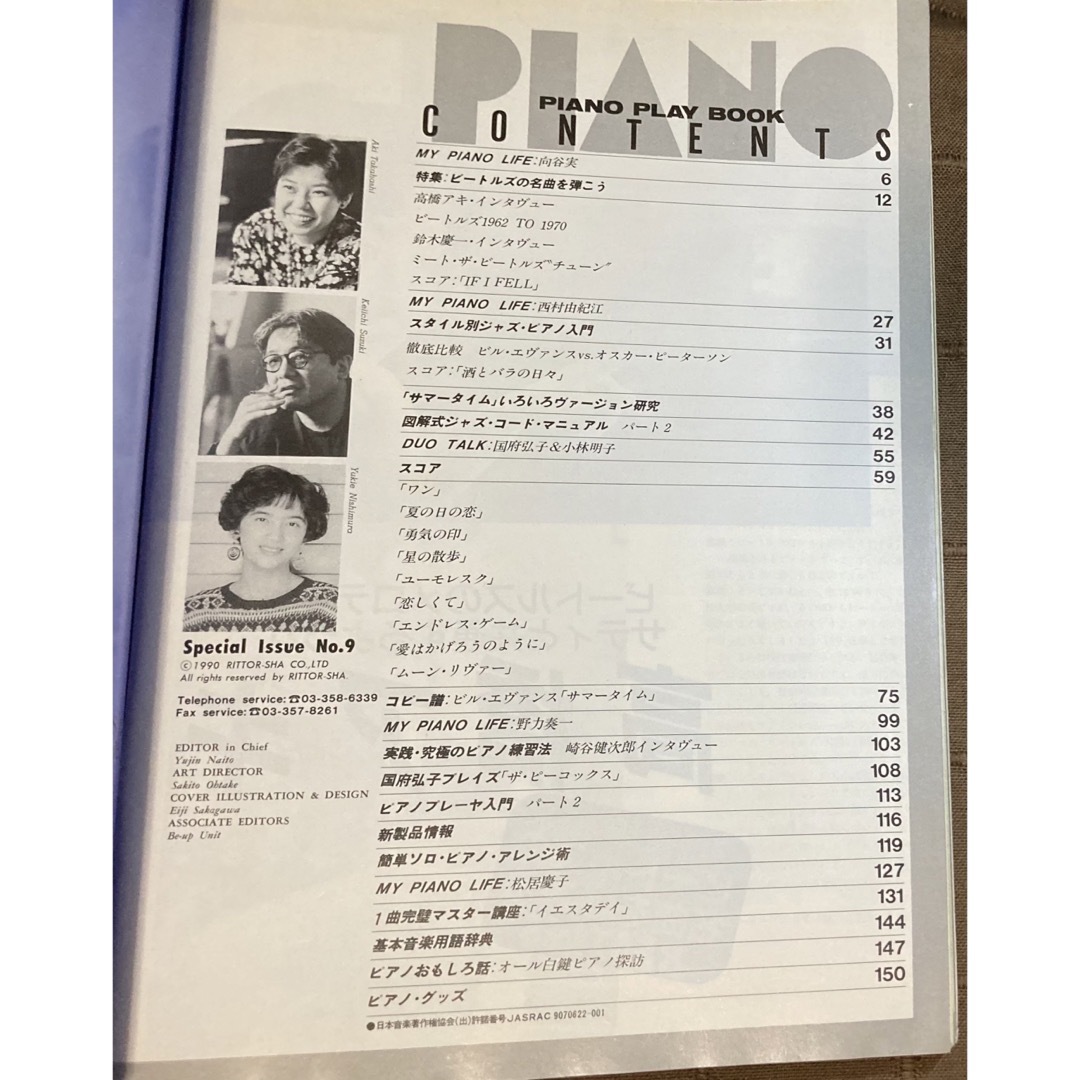 PIANO
PIANO PLAY BOOK
CONTENTS
MY PIANO LIFE:向谷実 6
特集:ビートルズの名曲を弾こう 12
高橋アキ・インタヴュー
ビートルズ1962 TO 1970
鈴木慶一・インタヴュー
ミート・ザ・ビートルズ"チューン"
スコア:「IF I FELL」
MY PIANO LIFE:西村由紀江 27
スタイル別ジャズ・ピアノ入門 31
徹底比較 ビル・エヴァンスvs.オスカー・ピーターソン
スコア:「酒とバラの日々」
「サマータイム」いろいろヴァージョン研究 38
図解式ジャズ・コード・マニュアル パート2 42
DUO TALK:国府弘子&小林明子 55
スコア 59
「ワン」
「夏の日の恋」
「勇気の印」
「星の散歩」
「ユーモレスク」
「恋しくて」
「エンドレス・ゲーム」
「愛はかげろうのように」
「ムーン・リヴァー」
コピー譜:ビル・エヴァンス「サマータイム」 75
MY PIANO LIFE:野力奏一 99
実践・究極のピアノ練習法 崎谷健次郎インタヴュー 103
国府弘子プレイズ「ザ・ピーコックス」 108
ピアノプレーヤ入門 パート2 113
新製品情報 116
簡単ソロ・ピアノ・アレンジ術 119
MY PIANO LIFE:松居慶子 127
1曲完璧マスター講座:「イエスタデイ」 131
基本音楽用語辞典 144
ピアノおもしろ話:オール白鍵ピアノ探訪 147
ピアノ・グッズ 150
●日本音楽著作権協会(出)許諾番号JASRAC 9070622-001
Aki Takahashi
Keiichi Suzuki
Yukie Nishimura
Special Issue No.9
©1990 RITTOR-SHA CO.,LTD
All rights reserved by RITTOR-SHA.
Telephone service:☎03-358-6339
Fax service:☎03-357-8261
EDITOR in Chief
Yujin Naito
ART DIRECTOR
Sakito Ohtake
COVER ILLUSTRATION & DESIGN
Eiji Sakagawa
ASSOCIATE EDITORS
Be-up Unit